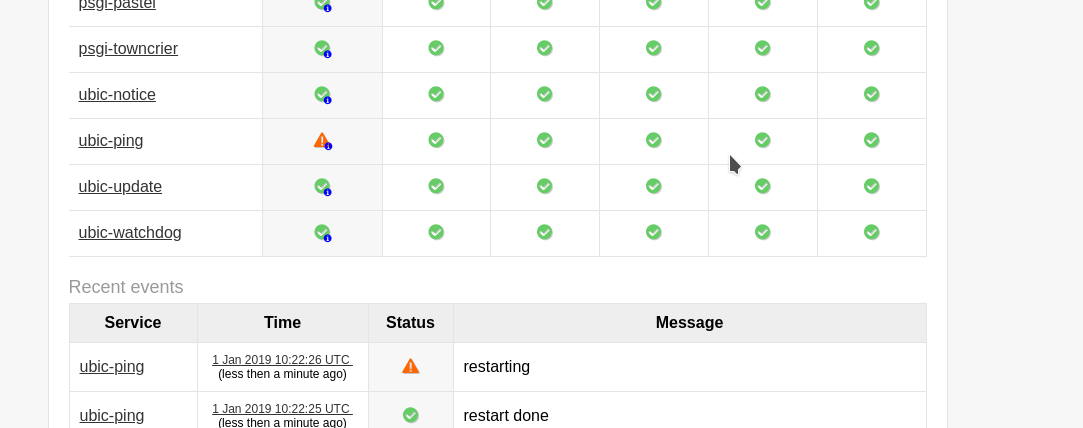 psgi-pastel
psgi-towncrier
ubic-notice
ubic-ping
ubic-update
ubic-watchdog
Recent events
Service Time Status Message
ubic-ping 1 Jan 2019 10:22:26 UTC restarting
(less then a minute ago)
ubic-ping 1 Jan 2019 10:22:25 UTC restart done
(less then a minute ago)